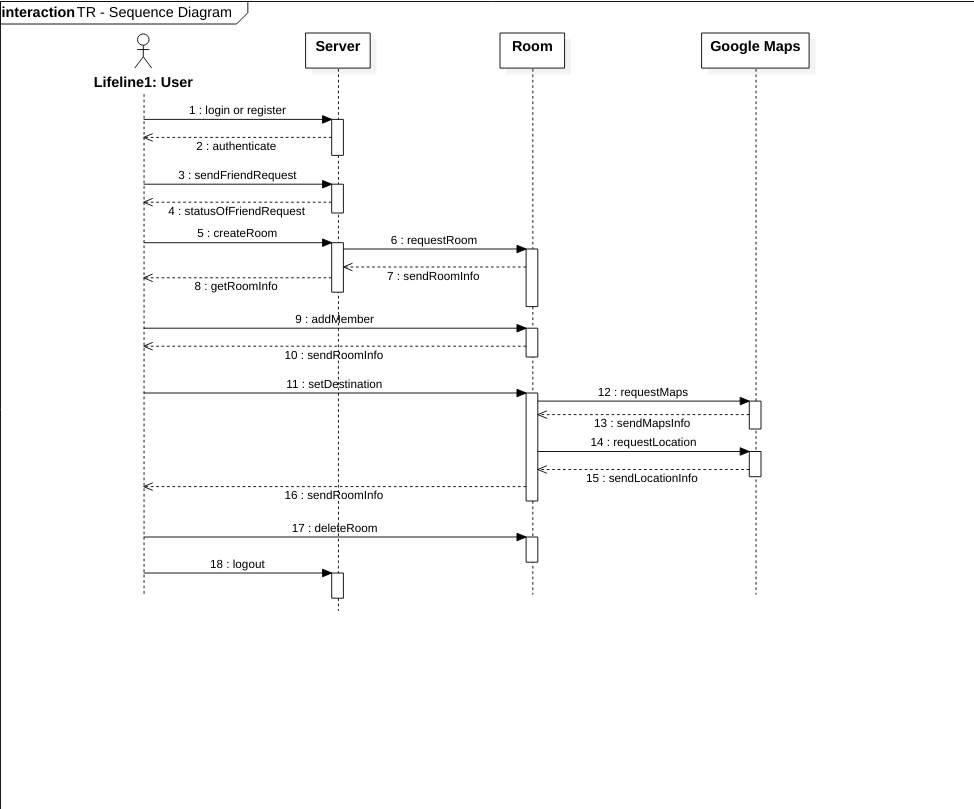 interaction TR - Sequence Diagram
Server
Room
Google Maps
Lifeline1: User
1 : login or register
2 : authenticate
3 : sendFriendRequest
4 : statusOfFriendRequest
5 : createRoom
6 : requestRoom
7 : sendRoomInfo
8 : getRoomInfo
9 : addMember
10 : sendRoomInfo
11 : setDestination
12 : requestMaps
13 : sendMapsInfo
14 : requestLocation
15 : sendLocationInfo
16 : sendRoomInfo
17 : deleteRoom
18 : logout